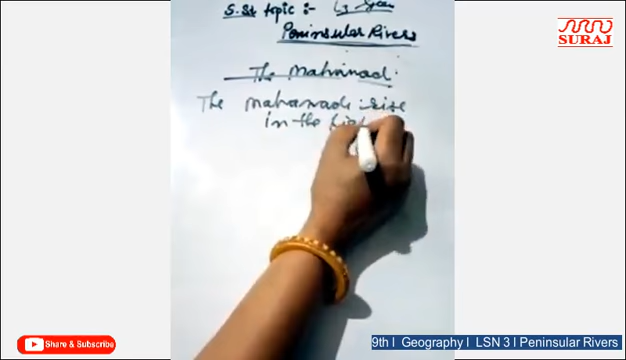 S.St topic :-
Peninsular Rivers
The Mahanadi
The Mahanadi rise
in the
SURAJ
Share & Subscribe
9th I Geography I LSN 3 I Peninsular Rivers